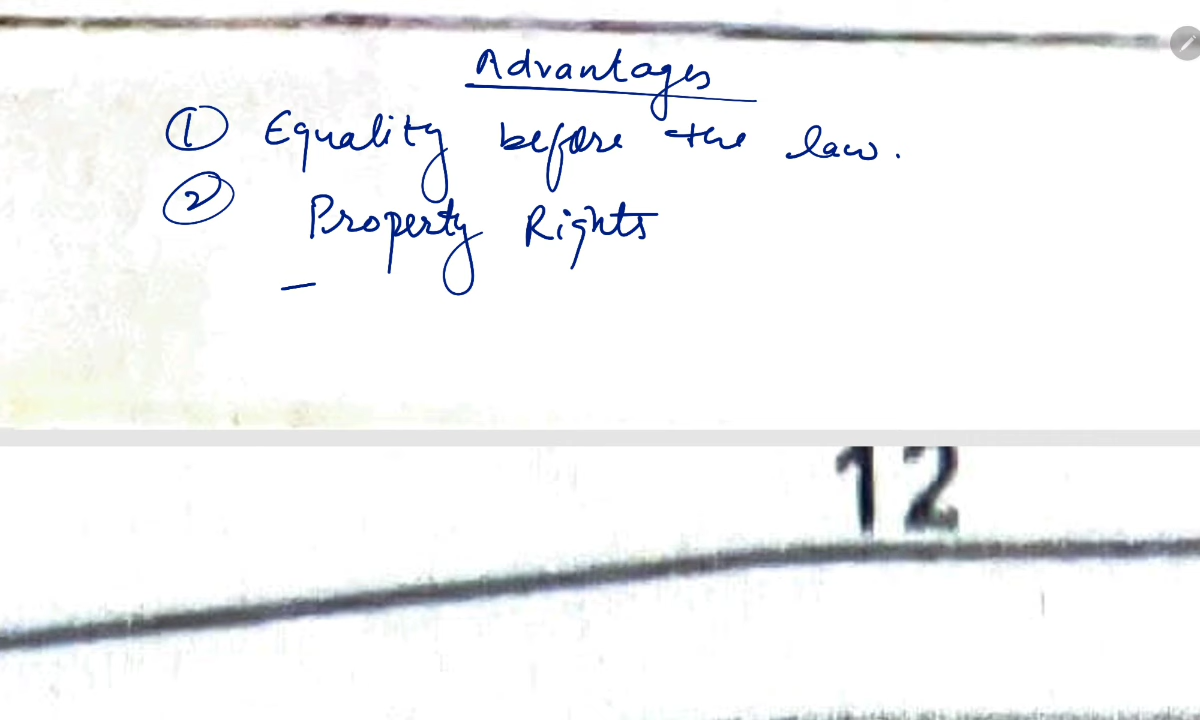 Advantages
① Equality before the law.
② Property Rights
–
12